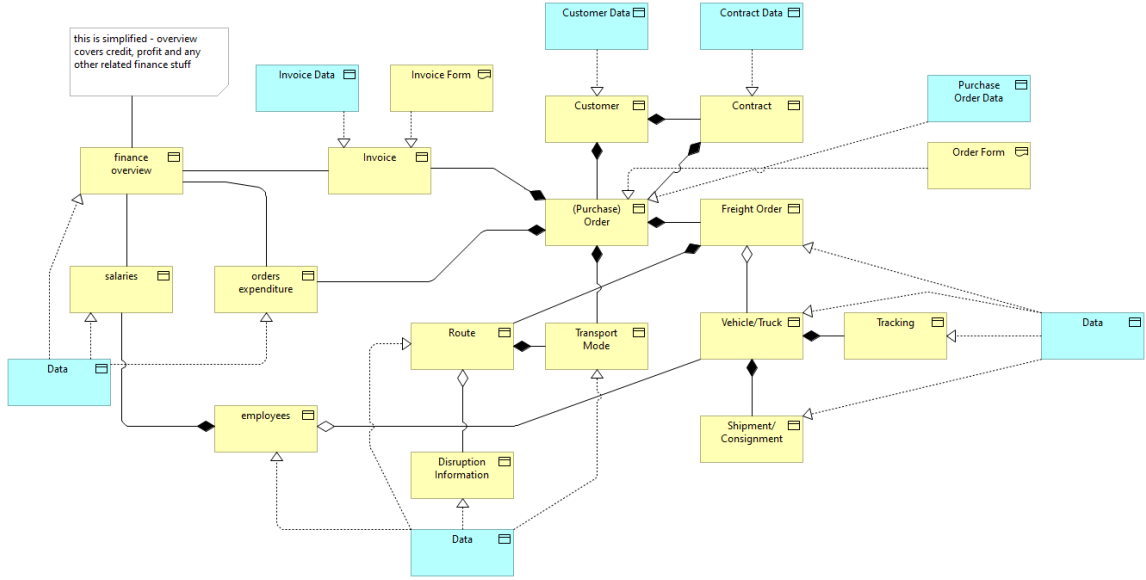 Customer Data
Contract Data
this is simplified - overview
covers credit, profit and any
other related finance stuff
Invoice Data
Invoice Form
Purchase
Order Data
Customer
Contract
finance
overview
Invoice
Order Form
(Purchase)
Order
Freight Order
salaries
orders
expenditure
Route
Transport
Mode
Vehicle/Truck
Tracking
Data
Data
employees
Shipment/
Consignment
Disruption
Information
Data